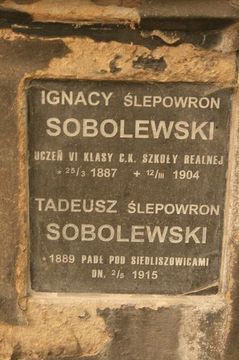 IGNACY ŚLEPOWRON
SOBOLEWSKI
UCZEŃ VI KLASY C.K. SZKOŁY REALNEJ
* 25/3 1887 + 12/III 1904
TADEUSZ ŚLEPOWRON
SOBOLEWSKI
* 1889 PADŁ POD SIEDLISZOWICAMI
DN. 2/5 1915